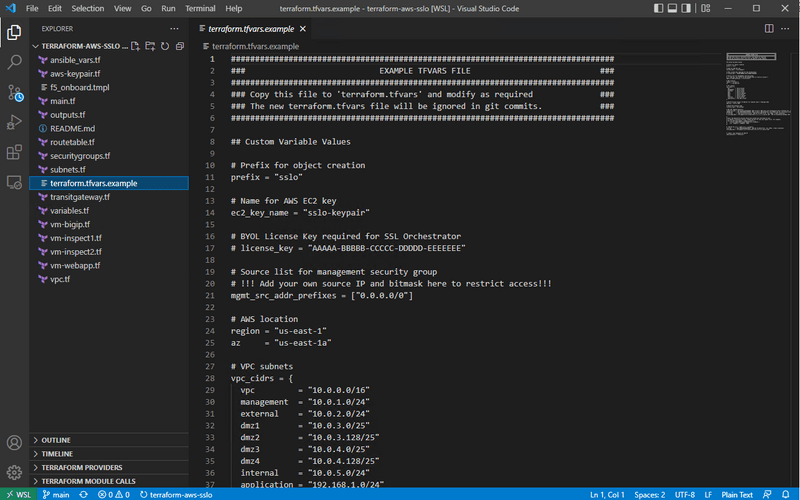 File Edit Selection View Go Run Terminal Help
terraform.tfvars.example - terraform-aws-sslo [WSL] - Visual Studio Code
EXPLORER
TERRAFORM-AWS-SSLO ...
ansible_vars.tf
aws-keypair.tf
f5_onboard.tmpl
main.tf
outputs.tf
README.md
routetable.tf
securitygroups.tf
subnets.tf
terraform.tfvars.example
transitgateway.tf
variables.tf
vm-bigip.tf
vm-inspect1.tf
vm-inspect2.tf
vm-webapp.tf
vpc.tf
OUTLINE
TIMELINE
TERRAFORM PROVIDERS
TERRAFORM MODULE CALLS
terraform.tfvars.example
terraform.tfvars.example
1 ################################################################################
2 ### EXAMPLE TFVARS FILE ###
3 ################################################################################
4 ### Copy this file to 'terraform.tfvars' and modify as required ###
5 ### The new terraform.tfvars file will be ignored in git commits. ###
6 ################################################################################
7
8 ## Custom Variable Values
9
10 # Prefix for object creation
11 prefix = "sslo"
12
13 # Name for AWS EC2 key
14 ec2_key_name = "sslo-keypair"
15
16 # BYOL License Key required for SSL Orchestrator
17 # license_key = "AAAAA-BBBBB-CCCCC-DDDDD-EEEEEEE"
18
19 # Source list for management security group
20 # !!! Add your own source IP and bitmask here to restrict access!!!
21 mgmt_src_addr_prefixes = ["0.0.0.0/0"]
22
23 # AWS location
24 region = "us-east-1"
25 az = "us-east-1a"
26
27 # VPC subnets
28 vpc_cidrs = {
29 vpc = "10.0.0.0/16"
30 management = "10.0.1.0/24"
31 external = "10.0.2.0/24"
32 dmz1 = "10.0.3.0/25"
33 dmz2 = "10.0.3.128/25"
34 dmz3 = "10.0.4.0/25"
35 dmz4 = "10.0.4.128/25"
36 internal = "10.0.5.0/24"
37 application = "192.168.1.0/24"
WSL main 0 0 terraform-aws-sslo Ln 1, Col 1 Spaces: 2 UTF-8 LF Plain Text